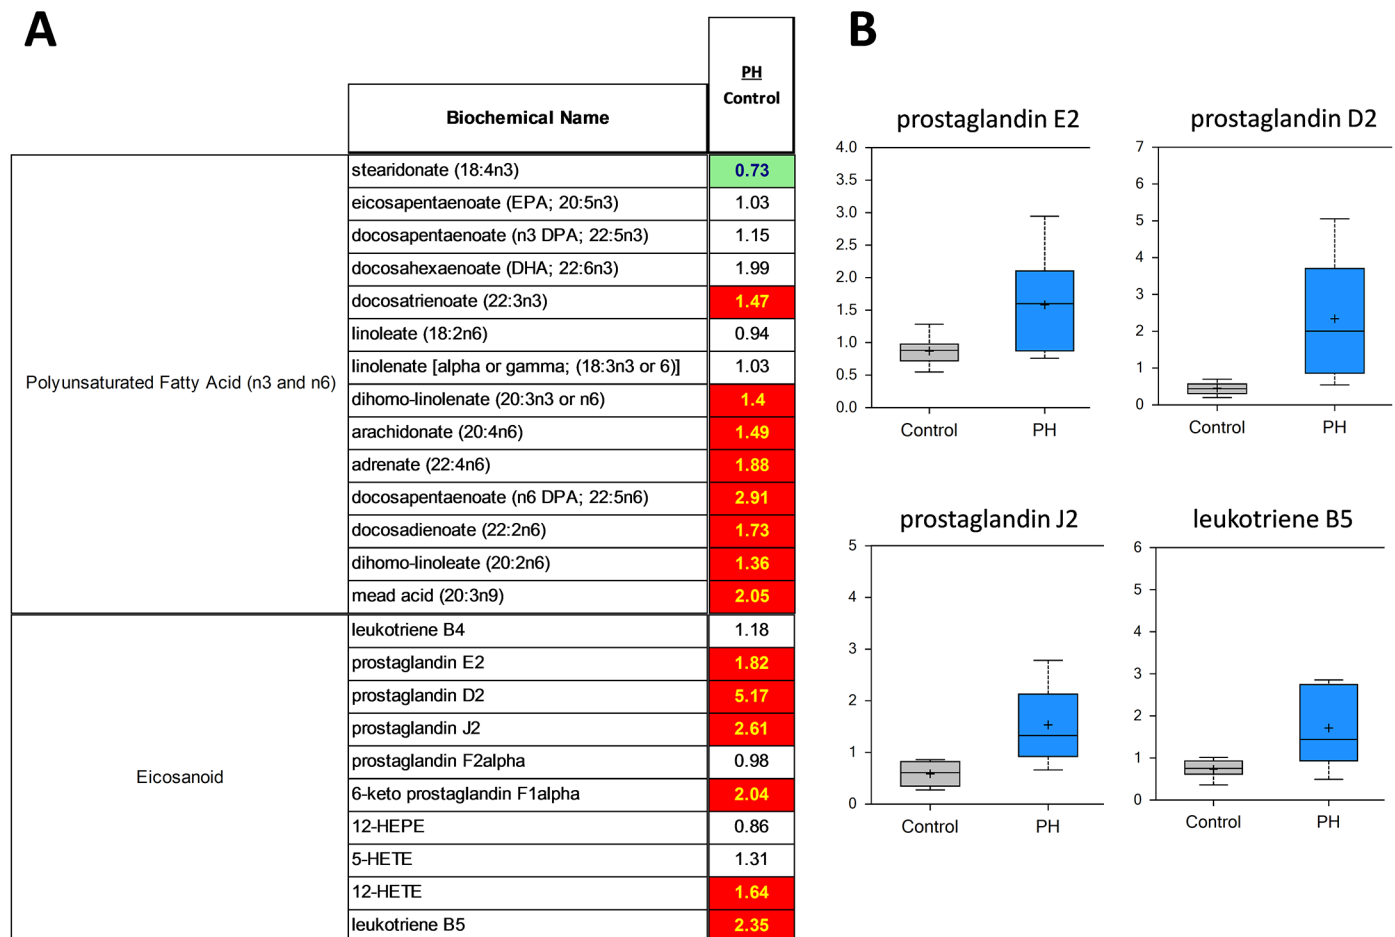 A
B
PH
Control
Biochemical Name
Polyunsaturated Fatty Acid (n3 and n6)
stearidonate (18:4n3) 0.73
eicosapentaenoate (EPA; 20:5n3) 1.03
docosapentaenoate (n3 DPA; 22:5n3) 1.15
docosahexaenoate (DHA; 22:6n3) 1.99
docosatrienoate (22:3n3) 1.47
linoleate (18:2n6) 0.94
linolenate [alpha or gamma; (18:3n3 or 6)] 1.03
dihomo-linolenate (20:3n3 or n6) 1.4
arachidonate (20:4n6) 1.49
adrenate (22:4n6) 1.88
docosapentaenoate (n6 DPA; 22:5n6) 2.91
docosadienoate (22:2n6) 1.73
dihomo-linoleate (20:2n6) 1.36
mead acid (20:3n9) 2.05
Eicosanoid
leukotriene B4 1.18
prostaglandin E2 1.82
prostaglandin D2 5.17
prostaglandin J2 2.61
prostaglandin F2alpha 0.98
6-keto prostaglandin F1alpha 2.04
12-HEPE 0.86
5-HETE 1.31
12-HETE 1.64
leukotriene B5 2.35
prostaglandin E2
4.0
3.5
3.0
2.5
2.0
1.5
1.0
0.5
0.0
Control PH
prostaglandin D2
7
6
5
4
3
2
1
0
Control PH
prostaglandin J2
5
4
3
2
1
0
Control PH
leukotriene B5
6
5
4
3
2
1
0
Control PH